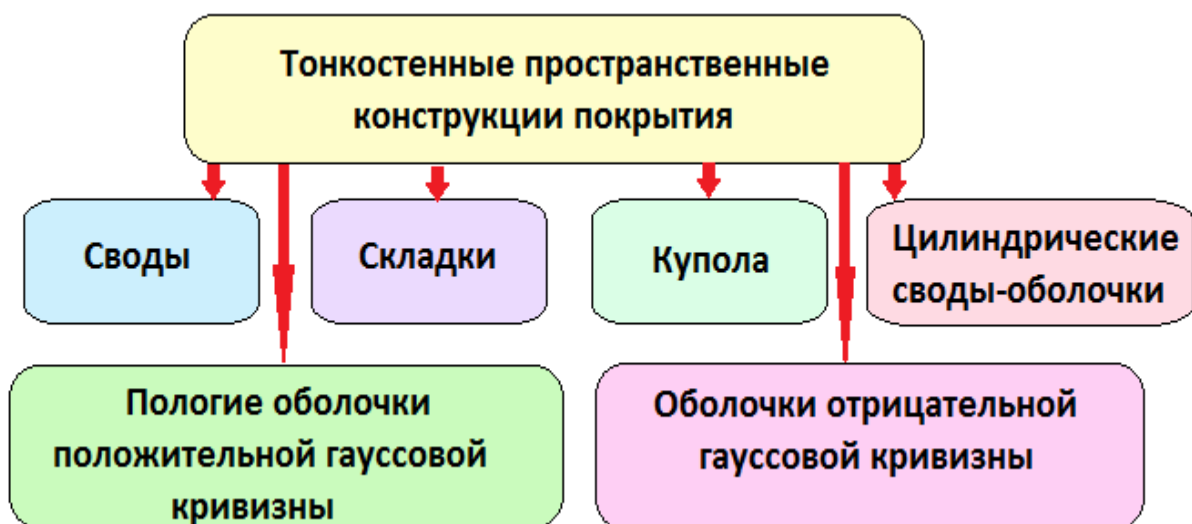 Тонкостенные пространственные
конструкции покрытия
Своды
Складки
Купола
Цилиндрические
своды-оболочки
Пологие оболочки
положительной гауссовой
кривизны
Оболочки отрицательной
гауссовой кривизны